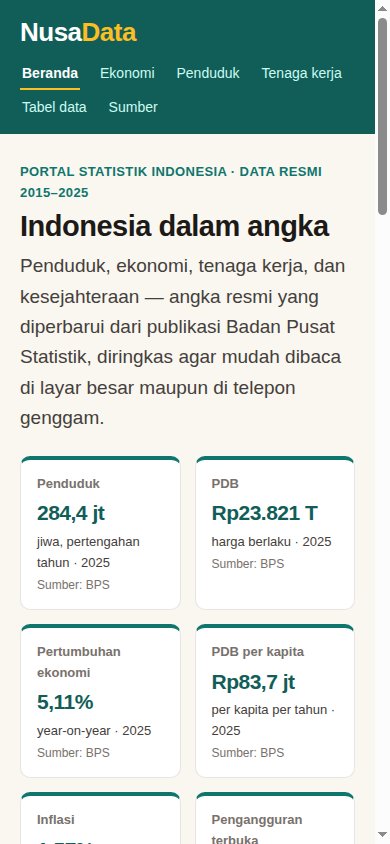 NusaData
Beranda Ekonomi Penduduk Tenaga kerja
Tabel data Sumber
PORTAL STATISTIK INDONESIA · DATA RESMI
2015–2025
Indonesia dalam angka
Penduduk, ekonomi, tenaga kerja, dan
kesejahteraan — angka resmi yang
diperbarui dari publikasi Badan Pusat
Statistik, diringkas agar mudah dibaca
di layar besar maupun di telepon
genggam.
Penduduk
284,4 jt
jiwa, pertengahan
tahun · 2025
Sumber: BPS
PDB
Rp23.821 T
harga berlaku · 2025
Sumber: BPS
Pertumbuhan
ekonomi
5,11%
year-on-year · 2025
Sumber: BPS
PDB per kapita
Rp83,7 jt
per kapita per tahun ·
2025
Sumber: BPS
Inflasi
Pengangguran
terbuka